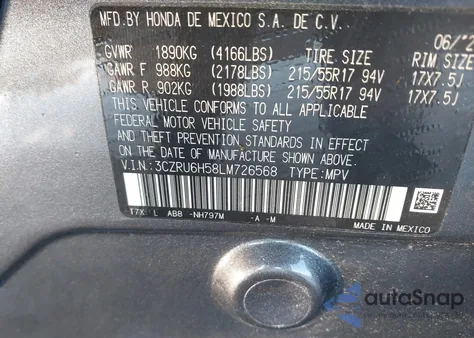 MFD.BY HONDA DE MEXICO S.A. DE C.V. 06/'2
GVWR 1890KG (4166LBS) TIRE SIZE RIM SIZE
GAWR F 988KG (2178LBS) 215/55R17 94V 17X7.5J
GAWR R 902KG (1988LBS) 215/55R17 94V 17X7.5J
THIS VEHICLE CONFORMS TO ALL APPLICABLE
FEDERAL MOTOR VEHICLE SAFETY
AND THEFT PREVENTION STANDARDS IN EFFECT
ON THE DATE OF MANUFACTURE SHOWN ABOVE.
V.I.N.:3CZRU6H58LM726568 TYPE:MPV
T7X L AB8 -NH797M -A -M
MADE IN MEXICO
autoSnap